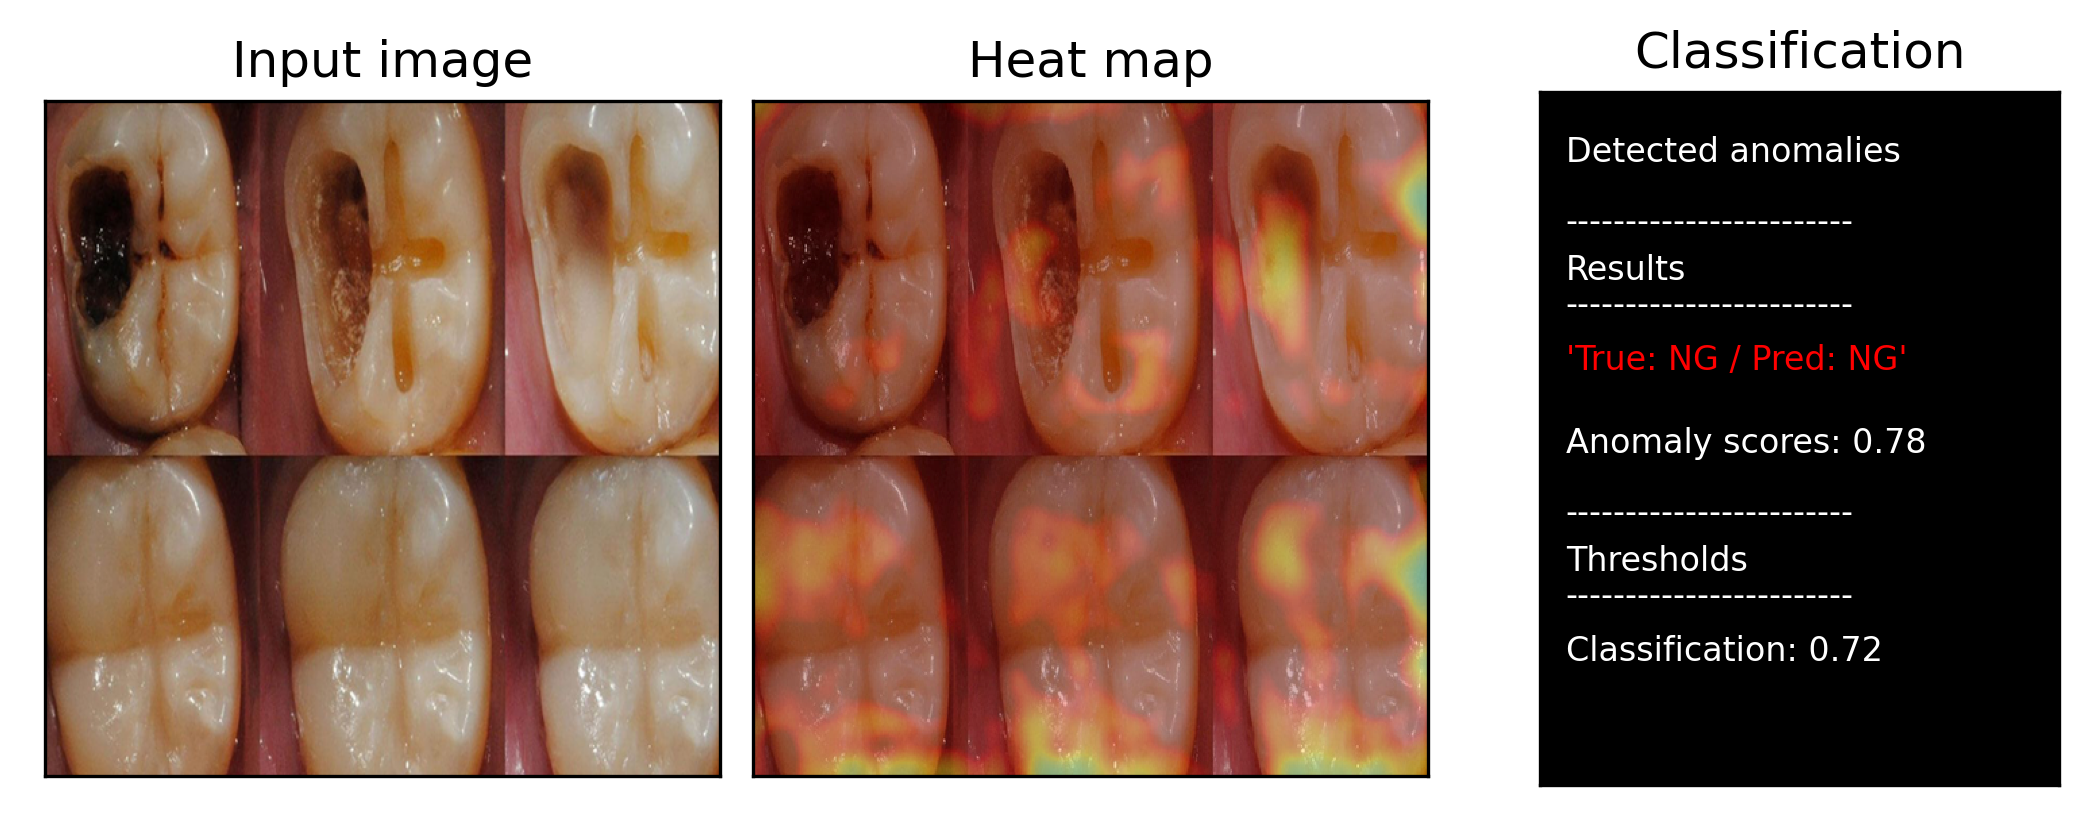 Input image
Heat map
Classification
Detected anomalies
------------------------
Results
------------------------
'True: NG / Pred: NG'
Anomaly scores: 0.78
------------------------
Thresholds
------------------------
Classification: 0.72